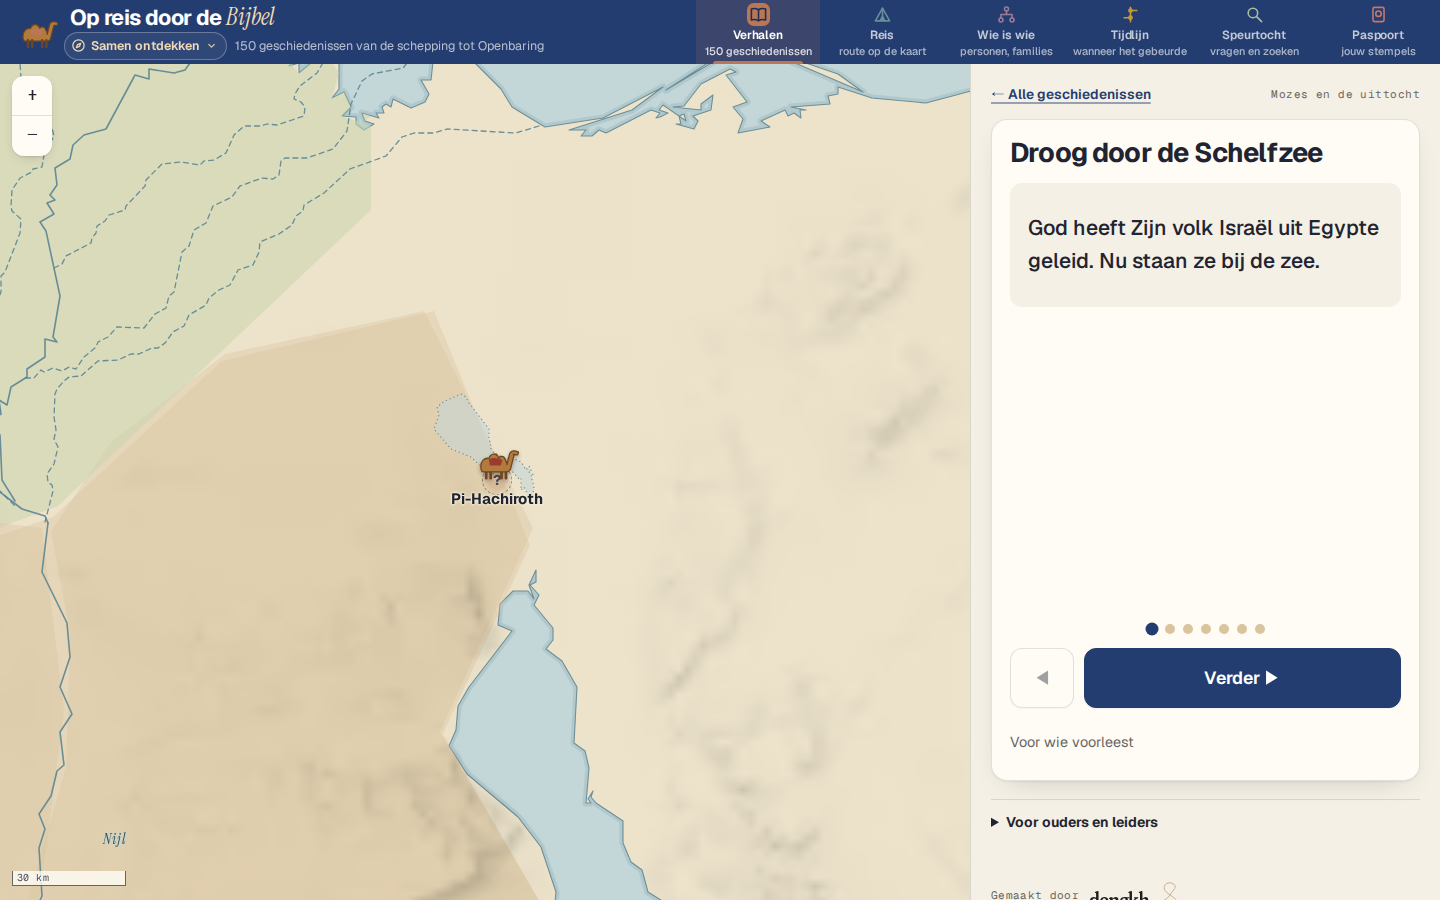 Op reis door de Bijbel
Samen ontdekken
150 geschiedenissen van de schepping tot Openbaring
Verhalen
150 geschiedenissen
Reis
route op de kaart
Wie is wie
personen, families
Tijdlijn
wanneer het gebeurde
Speurtocht
vragen en zoeken
Paspoort
jouw stempels
+
−
?
Pi-Hachiroth
Nijl
30 km
← Alle geschiedenissen
Mozes en de uittocht
Droog door de Schelfzee
God heeft Zijn volk Israël uit Egypte
geleid. Nu staan ze bij de zee.
Verder
Voor wie voorleest
Voor ouders en leiders
Gemaakt door